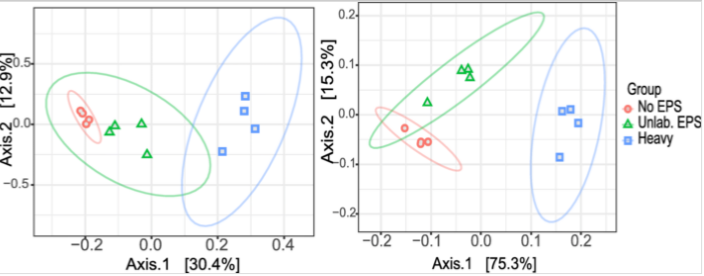 Axis.2 [12.9%]
0.5
0.0
−0.5
−0.2 0.0 0.2 0.4
Axis.1 [30.4%]
Axis.2 [15.3%]
0.2
0.1
0.0
−0.1
−0.2
−0.2 −0.1 0.0 0.1 0.2
Axis.1 [75.3%]
Group
No EPS
Unlab. EPS
Heavy